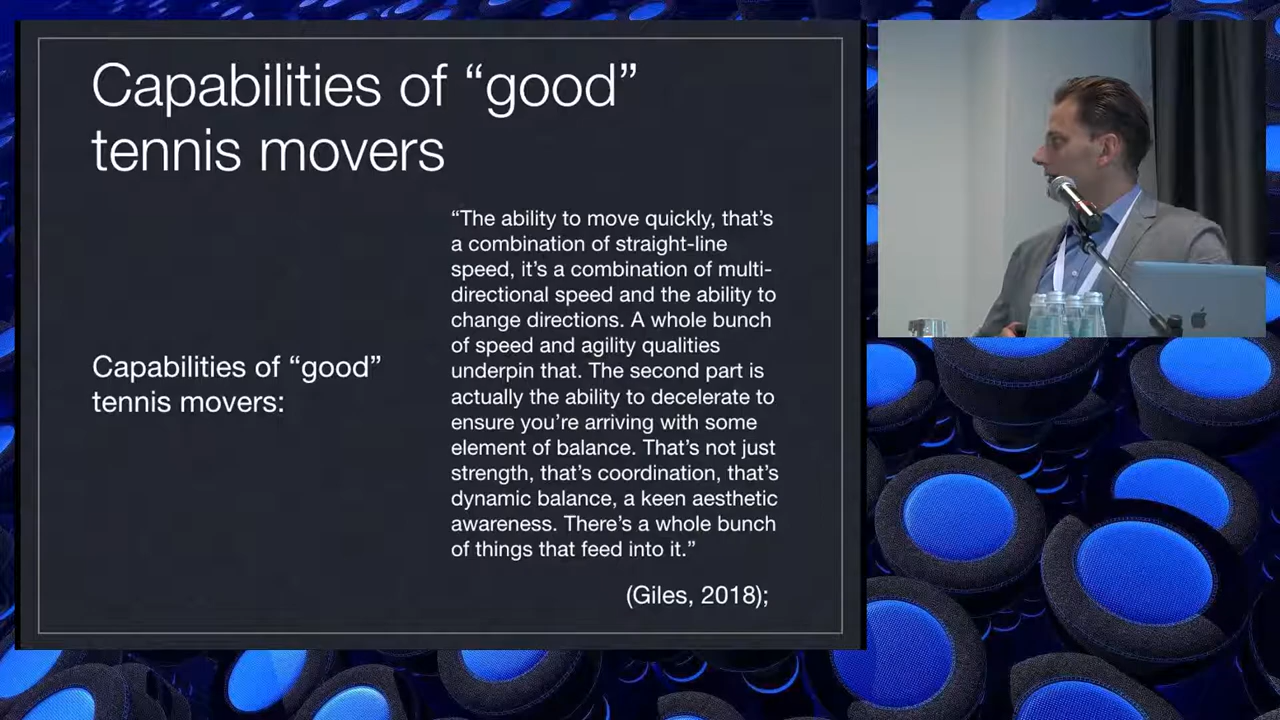 Capabilities of “good”
tennis movers
Capabilities of “good”
tennis movers:
“The ability to move quickly, that’s
a combination of straight-line
speed, it’s a combination of multi-
directional speed and the ability to
change directions. A whole bunch
of speed and agility qualities
underpin that. The second part is
actually the ability to decelerate to
ensure you’re arriving with some
element of balance. That’s not just
strength, that’s coordination, that’s
dynamic balance, a keen aesthetic
awareness. There’s a whole bunch
of things that feed into it.”
(Giles, 2018);